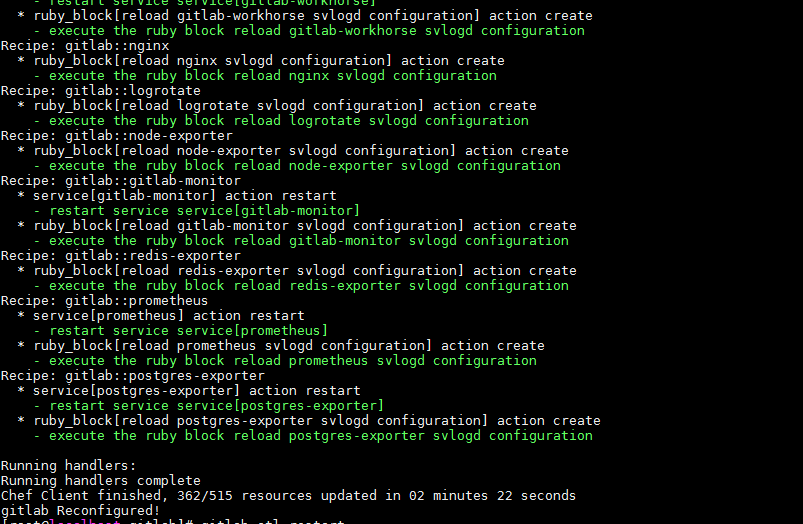 - restart service service[gitlab-workhorse]
* ruby_block[reload gitlab-workhorse svlogd configuration] action create
- execute the ruby block reload gitlab-workhorse svlogd configuration
Recipe: gitlab::nginx
* ruby_block[reload nginx svlogd configuration] action create
- execute the ruby block reload nginx svlogd configuration
Recipe: gitlab::logrotate
* ruby_block[reload logrotate svlogd configuration] action create
- execute the ruby block reload logrotate svlogd configuration
Recipe: gitlab::node-exporter
* ruby_block[reload node-exporter svlogd configuration] action create
- execute the ruby block reload node-exporter svlogd configuration
Recipe: gitlab::gitlab-monitor
* service[gitlab-monitor] action restart
- restart service service[gitlab-monitor]
* ruby_block[reload gitlab-monitor svlogd configuration] action create
- execute the ruby block reload gitlab-monitor svlogd configuration
Recipe: gitlab::redis-exporter
* ruby_block[reload redis-exporter svlogd configuration] action create
- execute the ruby block reload redis-exporter svlogd configuration
Recipe: gitlab::prometheus
* service[prometheus] action restart
- restart service service[prometheus]
* ruby_block[reload prometheus svlogd configuration] action create
- execute the ruby block reload prometheus svlogd configuration
Recipe: gitlab::postgres-exporter
* service[postgres-exporter] action restart
- restart service service[postgres-exporter]
* ruby_block[reload postgres-exporter svlogd configuration] action create
- execute the ruby block reload postgres-exporter svlogd configuration
Running handlers:
Running handlers complete
Chef Client finished, 362/515 resources updated in 02 minutes 22 seconds
gitlab Reconfigured!
[root@localhost gitlab]# gitlab-ctl restart